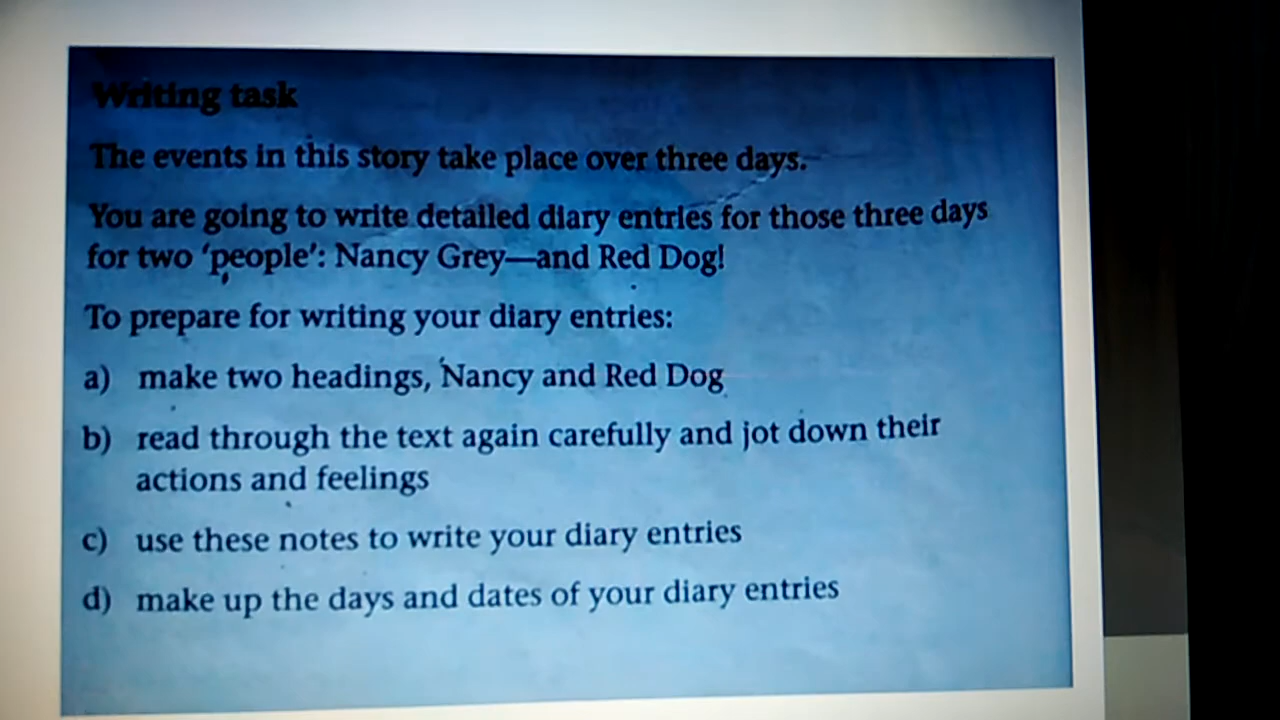 Writing task
The events in this story take place over three days.
You are going to write detailed diary entries for those three days
for two 'people': Nancy Grey—and Red Dog!
To prepare for writing your diary entries:
a) make two headings, Nancy and Red Dog
b) read through the text again carefully and jot down their
actions and feelings
c) use these notes to write your diary entries
d) make up the days and dates of your diary entries